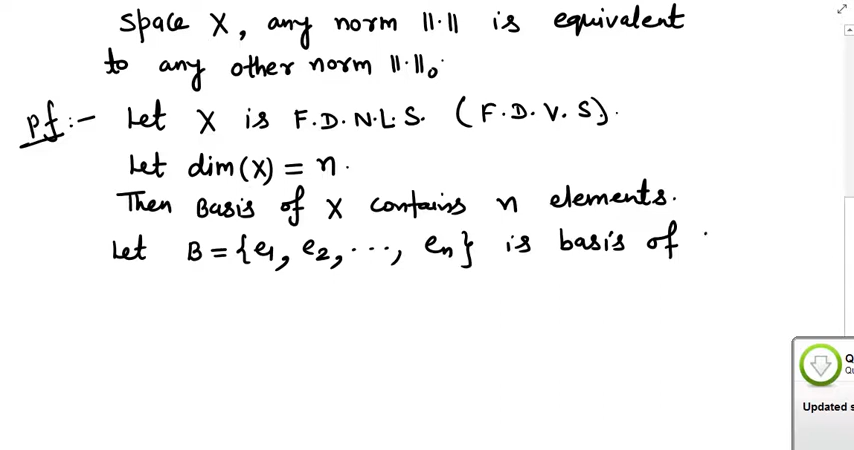 space X, any norm ||·|| is equivalent
to any other norm ||·||₀.
pf:- Let X is F.D.N.L.S. (F.D.V.S).
Let dim(X) = n.
Then Basis of X contains n elements.
Let B = {e₁, e₂, ..., eₙ} is basis of
Updated s